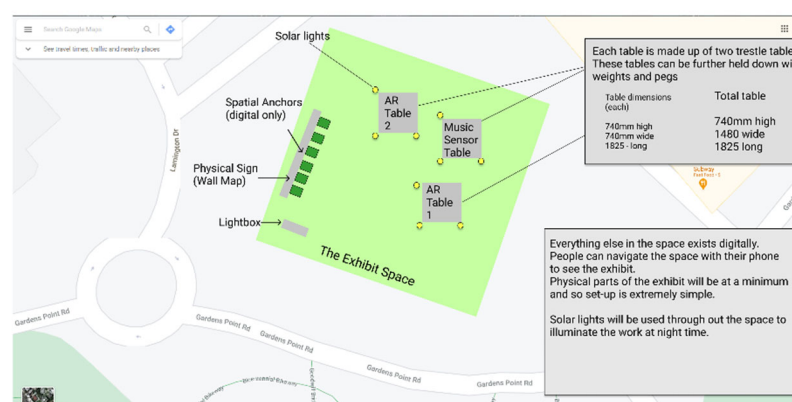 Search Google Maps
See travel times, traffic and nearby places
Solar lights
Spatial Anchors
(digital only)
Physical Sign
(Wall Map)
Lightbox
AR
Table
2
Music
Sensor
Table
AR
Table
1
The Exhibit Space
Each table is made up of two trestle table
These tables can be further held down wi
weights and pegs
Table dimensions
(each)
740mm high
740mm wide
1825 - long
Total table
740mm high
1480 wide
1825 long
Subway
Everything else in the space exists digitally.
People can navigate the space with their phone
to see the exhibit.
Physical parts of the exhibit will be at a minimum
and so set-up is extremely simple.
Solar lights will be used through out the space to
illuminate the work at night time.
Gardens Point Rd
Gardens Point Rd
Gardens Point Rd
Gardens Point Rd